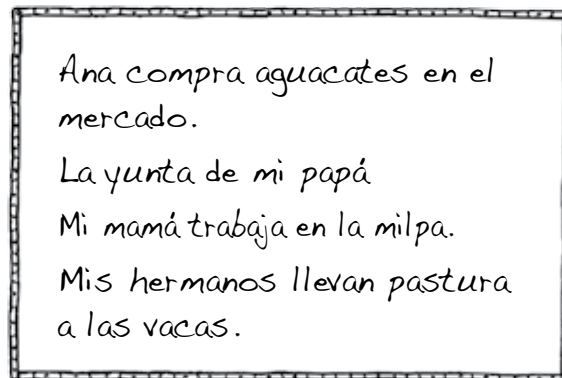 Ana compra aguacates en el
mercado.
La yunta de mi papá
Mi mamá trabaja en la milpa.
Mis hermanos llevan pastura
a las vacas.